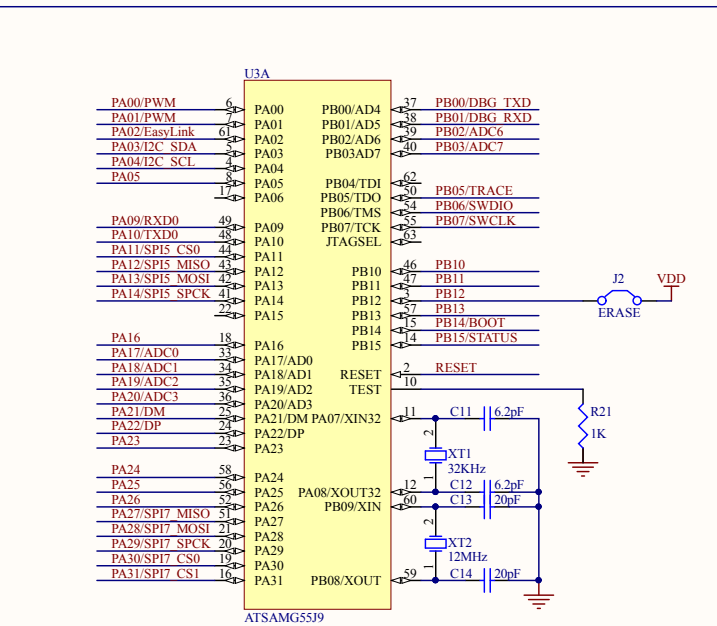 U3A
PA00/PWM 6 PA00 PB00/AD4 37 PB00/DBG_TXD
PA01/PWM 7 PA01 PB01/AD5 38 PB01/DBG_RXD
PA02/EasyLink 61 PA02 PB02/AD6 39 PB02/ADC6
PA03/I2C_SDA 5 PA03 PB03AD7 40 PB03/ADC7
PA04/I2C_SCL 4 PA04
PA05 8 PA05 PB04/TDI 62
17 PA06 PB05/TDO 50 PB05/TRACE
PB06/TMS 54 PB06/SWDIO
PA09/RXD0 49 PA09 PB07/TCK 55 PB07/SWCLK
PA10/TXD0 48 PA10 JTAGSEL 63
PA11/SPI5_CS0 44 PA11
PA12/SPI5_MISO 43 PA12 PB10 46 PB10
PA13/SPI5_MOSI 42 PA13 PB11 47 PB11
PA14/SPI5_SPCK 41 PA14 PB12 3 PB12 J2 VDD
ERASE
22 PA15 PB13 57 PB13
PB14 15 PB14/BOOT
PA16 18 PA16 PB15 14 PB15/STATUS
PA17/ADC0 33 PA17/AD0
PA18/ADC1 34 PA18/AD1 RESET 2 RESET
PA19/ADC2 35 PA19/AD2 TEST 10
PA20/ADC3 36 PA20/AD3
PA21/DM 25 PA21/DM PA07/XIN32 11 C11 6.2pF R21
PA22/DP 24 PA22/DP 2 1K
PA23 23 PA23 XT1
32KHz
PA24 58 PA24 1
PA25 56 PA25 PA08/XOUT32 12 C12 6.2pF
PA26 52 PA26 PB09/XIN 60 C13 20pF
PA27/SPI7_MISO 51 PA27 2
PA28/SPI7_MOSI 21 PA28 XT2
PA29/SPI7_SPCK 20 PA29 12MHz
PA30/SPI7_CS0 19 PA30 1
PA31/SPI7_CS1 16 PA31 PB08/XOUT 59 C14 20pF
ATSAMG55J9